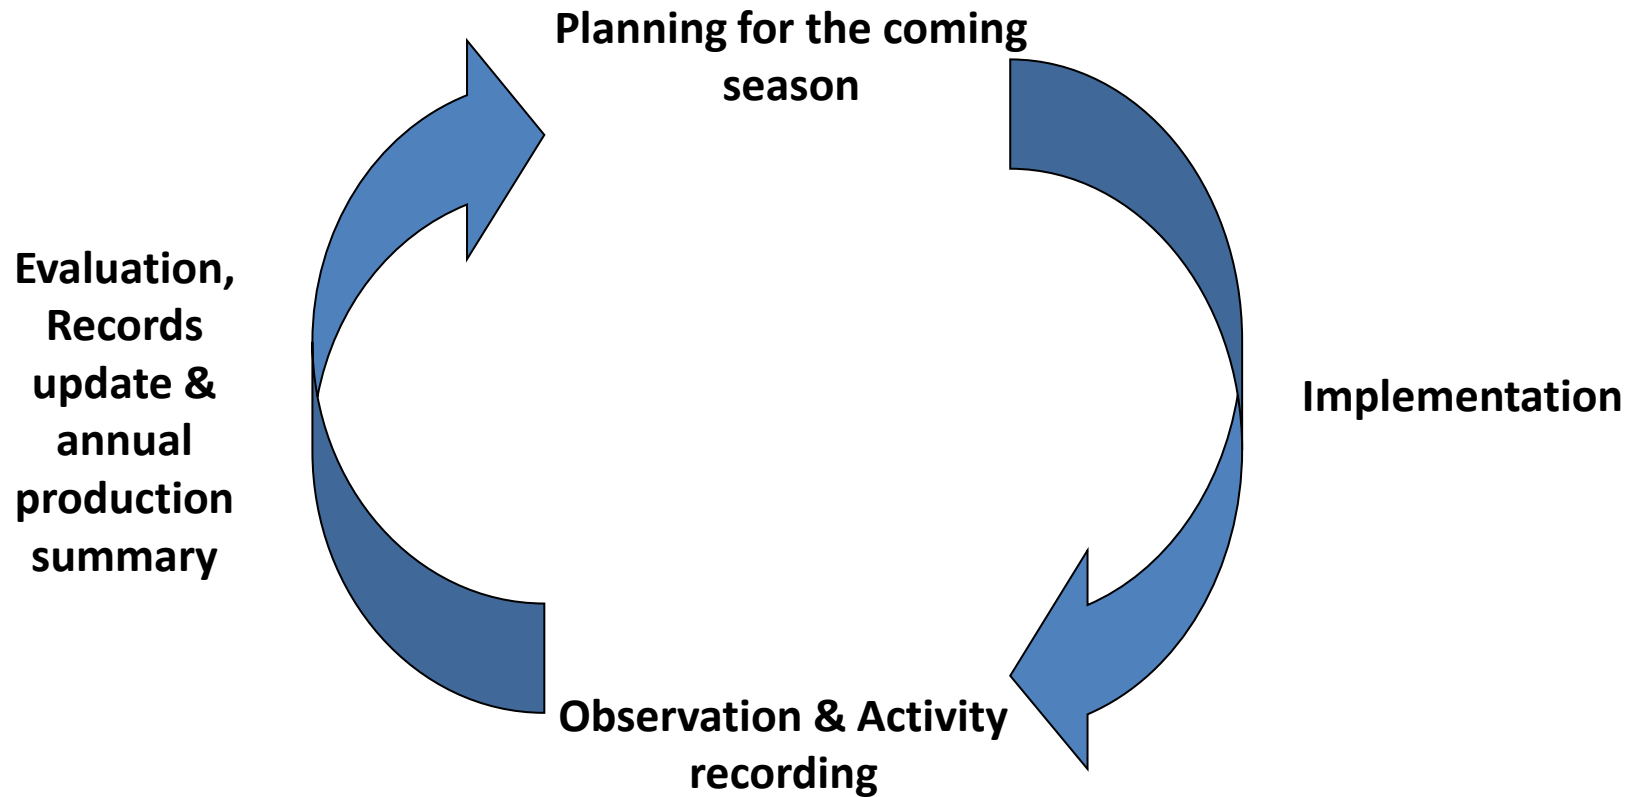 Planning for the coming
season
Evaluation,
Records
update &
annual
production
summary
Implementation
Observation & Activity
recording